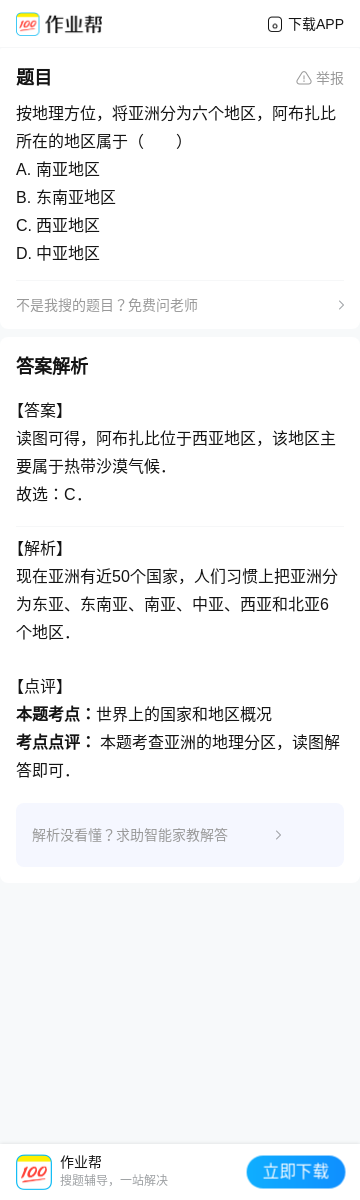 100 作业帮 下载APP
题目 举报
按地理方位，将亚洲分为六个地区，阿布扎比
所在的地区属于（　　）
A. 南亚地区
B. 东南亚地区
C. 西亚地区
D. 中亚地区
不是我搜的题目？免费问老师
答案解析
【答案】
读图可得，阿布扎比位于西亚地区，该地区主
要属于热带沙漠气候．
故选：C．
【解析】
现在亚洲有近50个国家，人们习惯上把亚洲分
为东亚、东南亚、南亚、中亚、西亚和北亚6
个地区．
【点评】
本题考点：世界上的国家和地区概况
考点点评： 本题考查亚洲的地理分区，读图解
答即可．
解析没看懂？求助智能家教解答
100 作业帮
搜题辅导，一站解决
立即下载